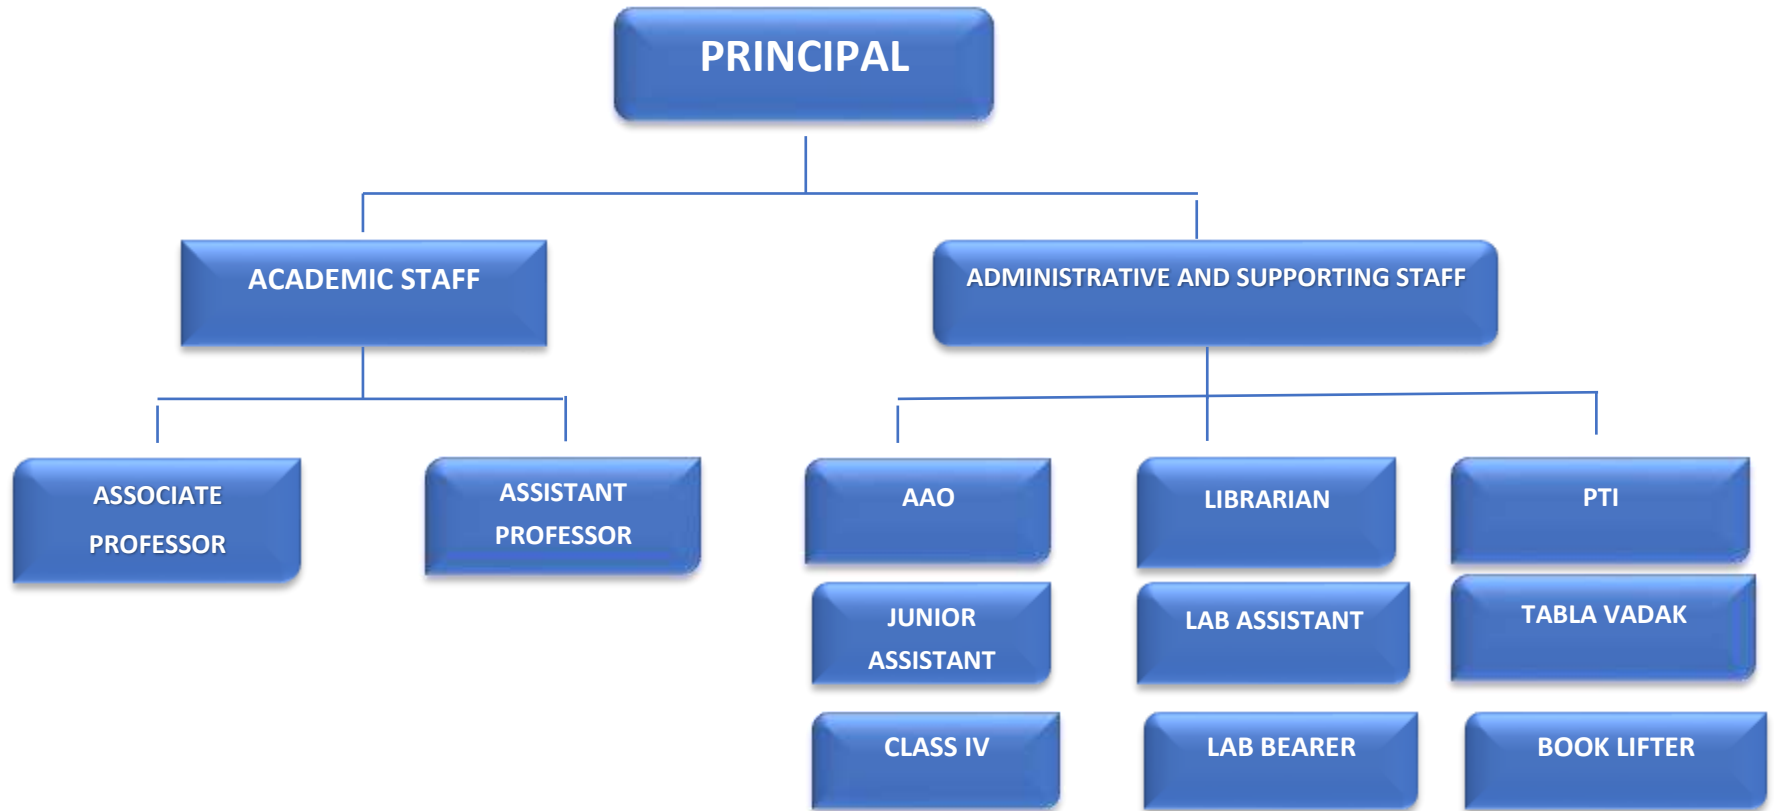 PRINCIPAL
ACADEMIC STAFF
ADMINISTRATIVE AND SUPPORTING STAFF
ASSOCIATE
PROFESSOR
ASSISTANT
PROFESSOR
AAO
LIBRARIAN
PTI
JUNIOR
ASSISTANT
LAB ASSISTANT
TABLA VADAK
CLASS IV
LAB BEARER
BOOK LIFTER